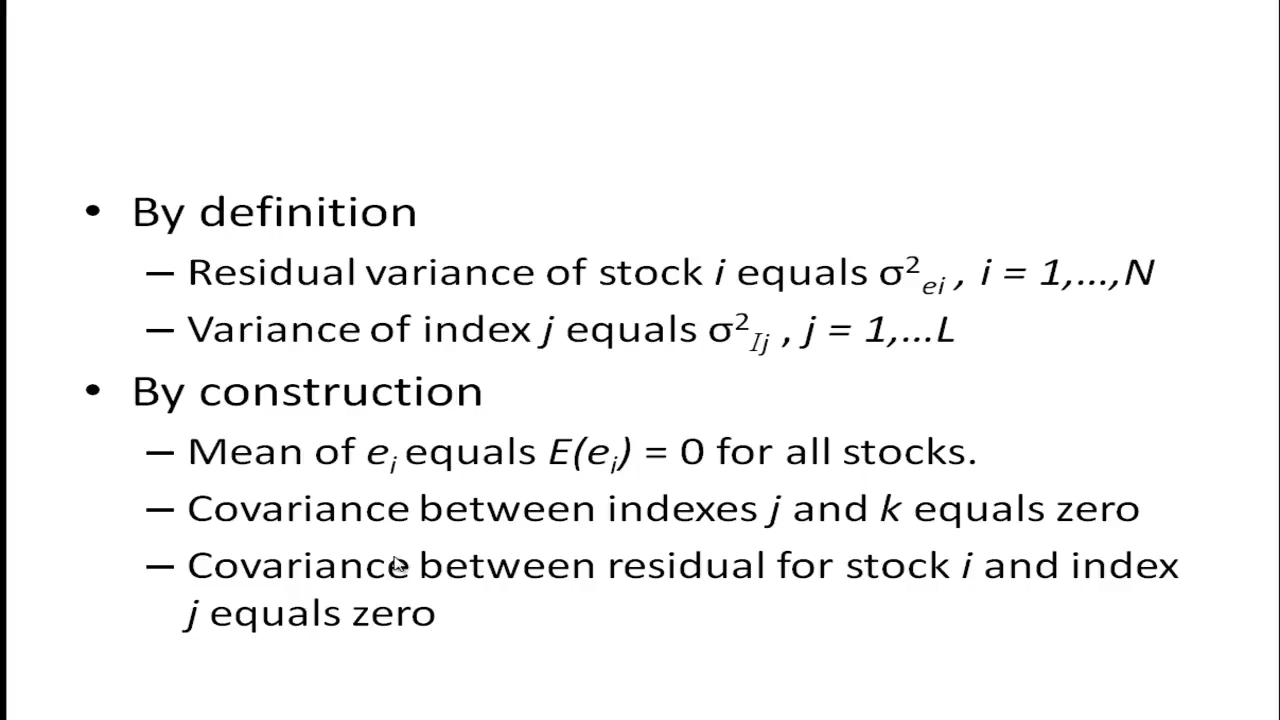 • By definition
– Residual variance of stock i equals σ²ₑᵢ , i = 1,...,N
– Variance of index j equals σ²_Ij , j = 1,...L
• By construction
– Mean of eᵢ equals E(eᵢ) = 0 for all stocks.
– Covariance between indexes j and k equals zero
– Covariance between residual for stock i and index
j equals zero